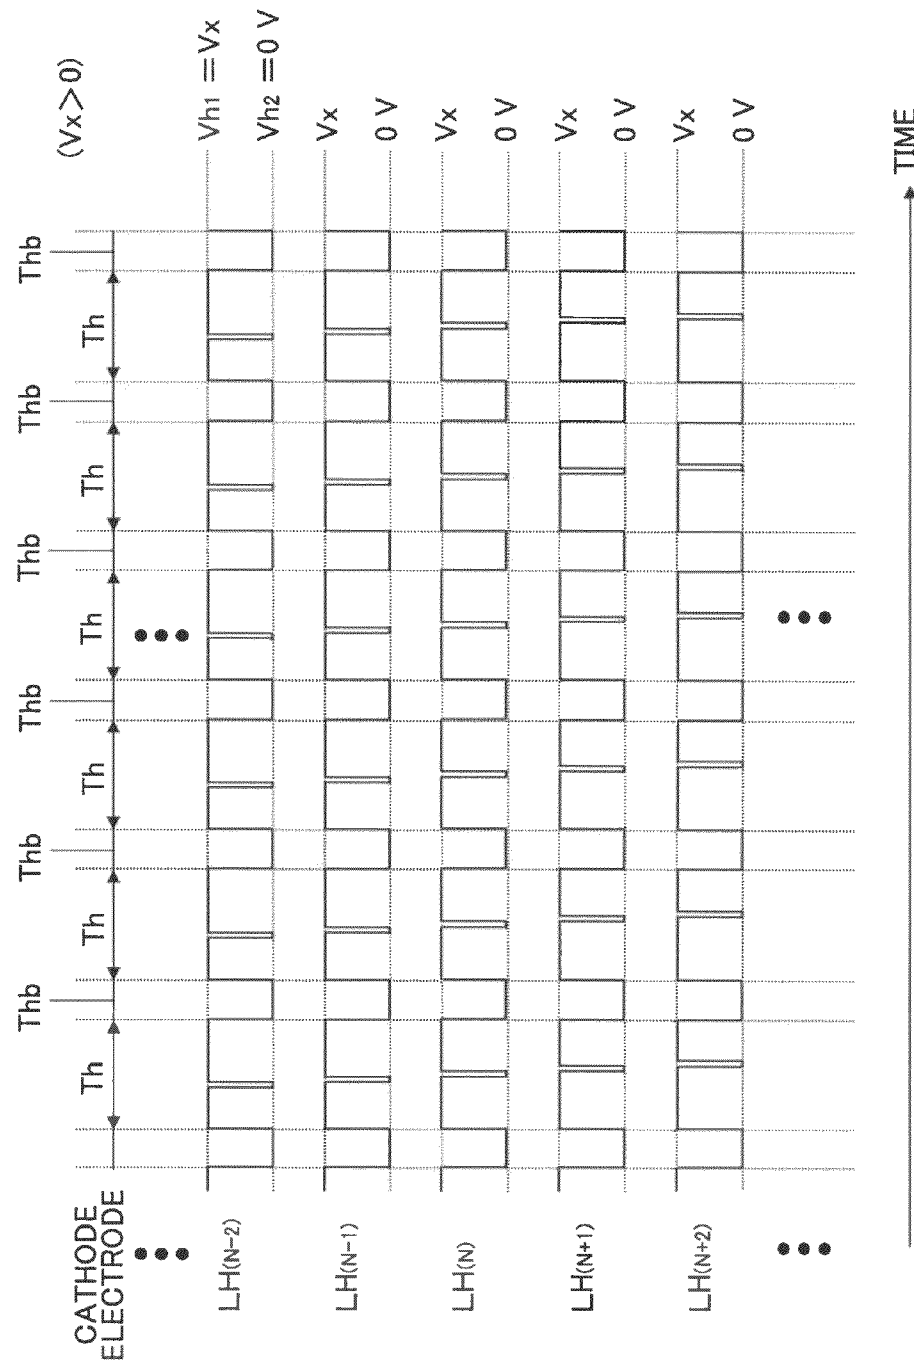 (Vx＞0)
Thb
Thb
Thb
Thb
Thb
Thb
Th
Th
Th
Th
Th
Th
CATHODE
ELECTRODE
LH(N−2)
Vh1 ＝Vx
Vh2 ＝0 V
LH(N−1)
Vx
0 V
LH(N)
Vx
0 V
LH(N+1)
Vx
0 V
LH(N+2)
Vx
0 V
TIME